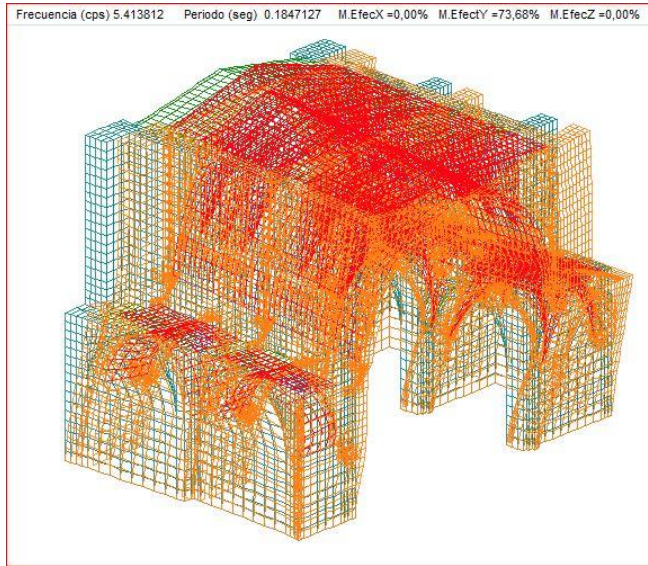 Frecuencia (cps) 5.413812 Periodo (seg) 0.1847127 M.EfecX =0,00% M.EfectY =73,68% M.EfecZ =0,00%